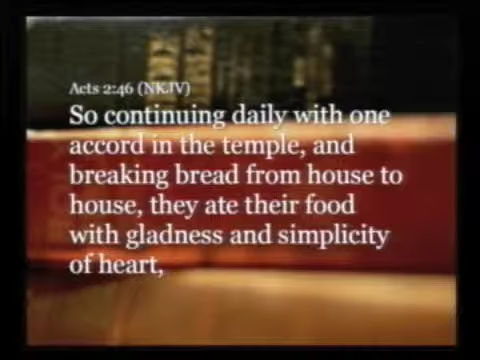 Acts 2:46 (NKJV)
So continuing daily with one
accord in the temple, and
breaking bread from house to
house, they ate their food
with gladness and simplicity
of heart,